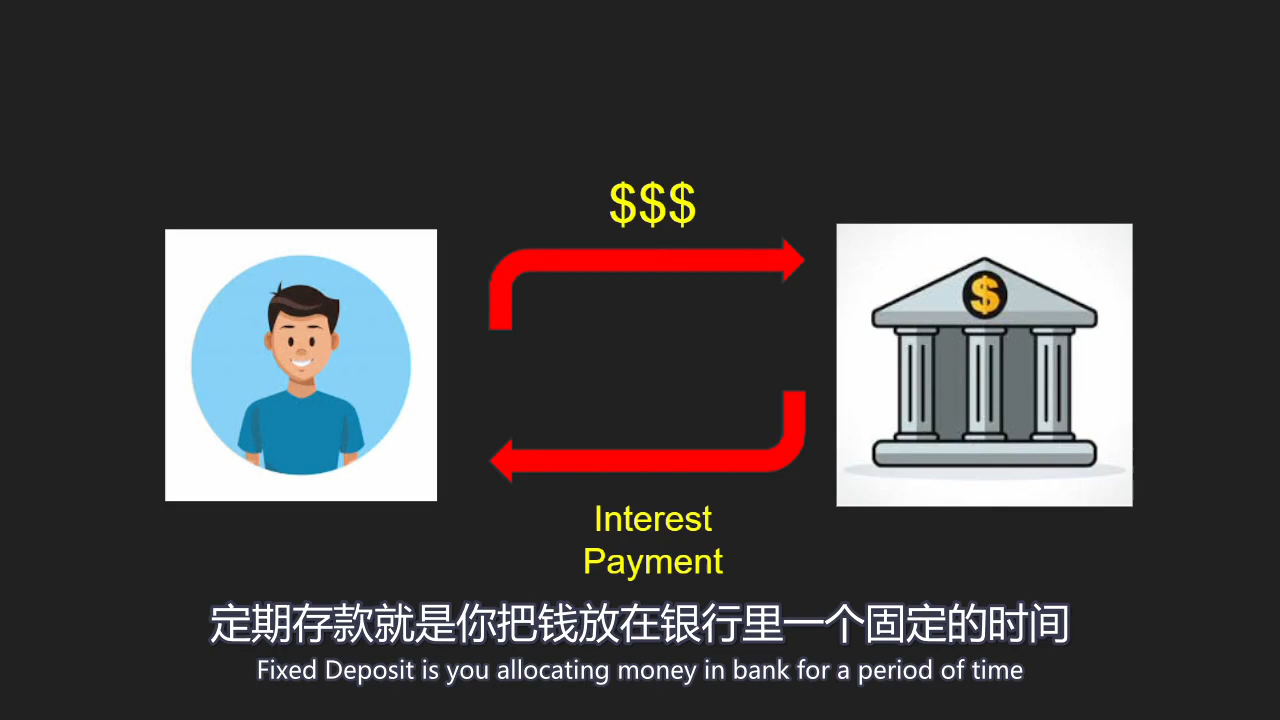 $$$
$
Interest
Payment
定期存款就是你把钱放在银行里一个固定的时间
Fixed Deposit is you allocating money in bank for a period of time